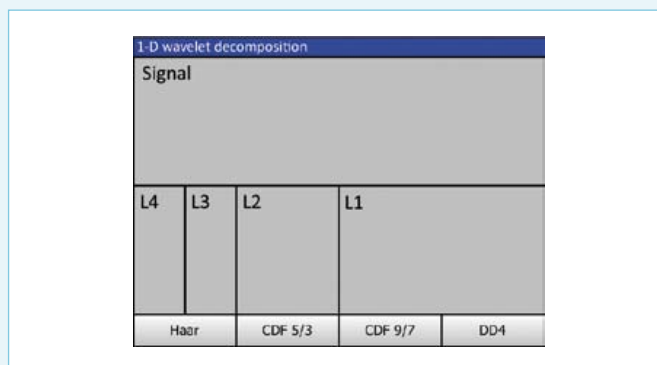 1-D wavelet decomposition
Signal
L4 L3 L2 L1
Haar CDF 5/3 CDF 9/7 DD4